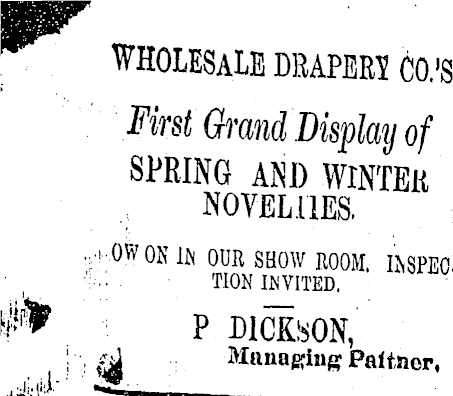 WHOLESALE DRAPERY CO.'S
First Grand Display of
SPRING AND WINTER
NOVELTIES.
OW ON IN OUR SHOW ROOM. INSPEC-
TION INVITED.
P DICKSON,
Managing Partner.